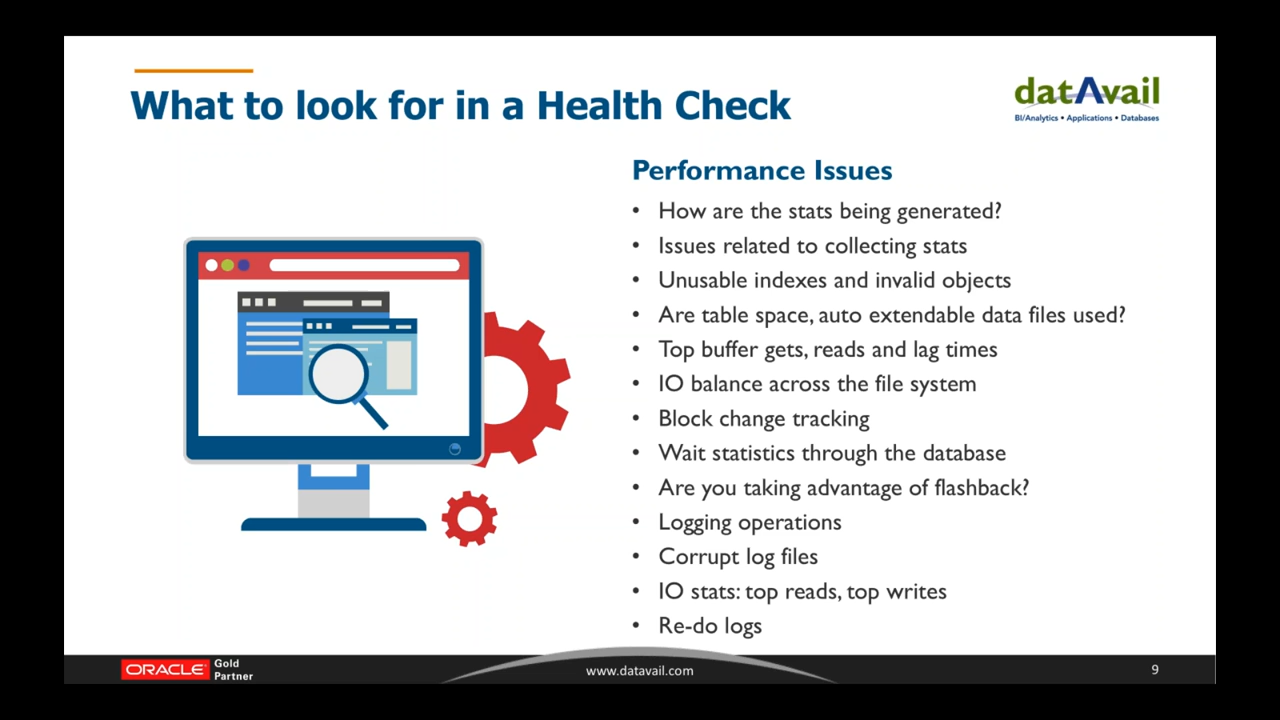 What to look for in a Health Check
datAvail
BI/Analytics • Applications • Databases
Performance Issues
• How are the stats being generated?
• Issues related to collecting stats
• Unusable indexes and invalid objects
• Are table space, auto extendable data files used?
• Top buffer gets, reads and lag times
• IO balance across the file system
• Block change tracking
• Wait statistics through the database
• Are you taking advantage of flashback?
• Logging operations
• Corrupt log files
• IO stats: top reads, top writes
• Re-do logs
ORACLE Gold
Partner
www.datavail.com
9